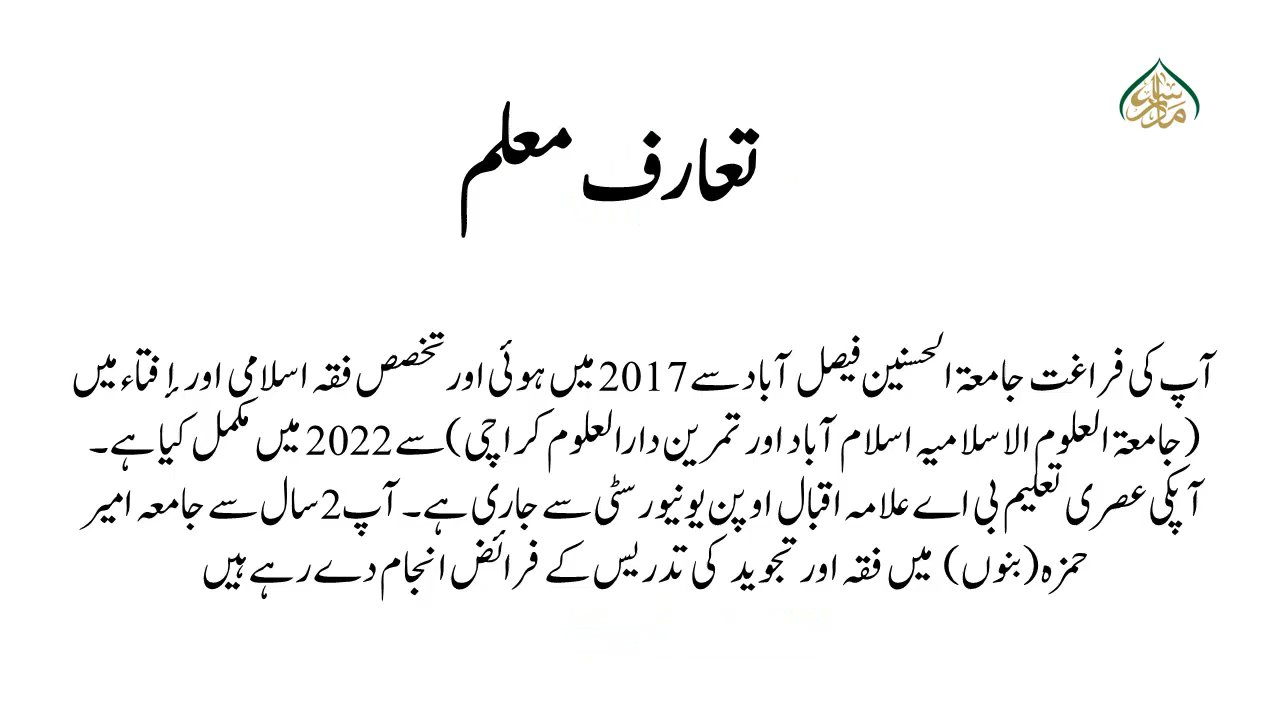 مدرسہ
تعارف معلم
آپ کی فراغت جامعۃ الحسنین فیصل آباد سے 2017 میں ہوئی اور تخصص فقہ اسلامی اور إفتاء میں
(جامعۃ العلوم الاسلامیہ اسلام آباد اور تمرین دارالعلوم کراچی) سے 2022 میں مکمل کیا ہے۔
آپکی عصری تعلیم بی اے علامہ اقبال اوپن یونیورسٹی سے جاری ہے۔ آپ 2 سال سے جامعہ امیر
حمزہ (بنوں) میں فقہ اور تجوید کی تدریس کے فرائض انجام دے رہے ہیں